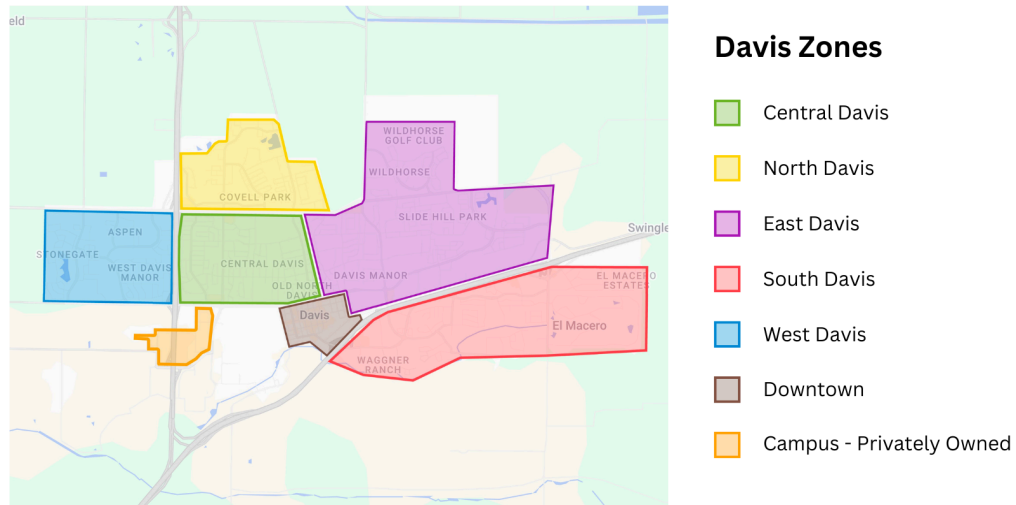 eld
Davis Zones
Central Davis
North Davis
East Davis
South Davis
West Davis
Downtown
Campus - Privately Owned
WILDHORSE
GOLF CLUB
WILDHORSE
COVELL PARK
SLIDE HILL PARK
ASPEN
Swingle
STONEGATE
WEST DAVIS
MANOR
CENTRAL DAVIS
DAVIS MANOR
EL MACERO
ESTATES
OLD NORTH
DAVIS
Davis
El Macero
WAGGNER
RANCH